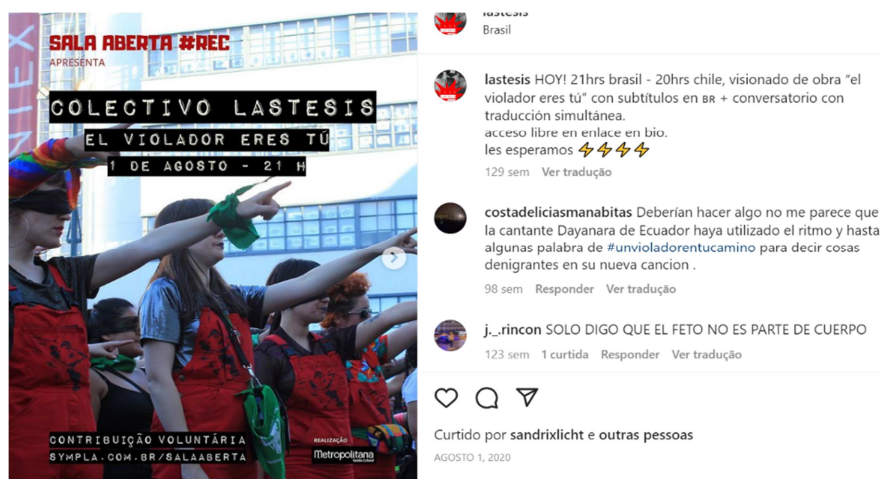 SALA ABERTA #REC
APRESENTA
COLECTIVO LASTESIS
EL VIOLADOR ERES TÚ
1 DE AGOSTO - 21 H
CONTRIBUIÇÃO VOLUNTÁRIA
SYMPLA.COM.BR/SALAABERTA
REALIZAÇÃO
Metropolitana
lastesis
Brasil
lastesis HOY! 21hrs brasil - 20hrs chile, visionado de obra "el
violador eres tú" con subtítulos en BR + conversatorio con
traducción simultánea.
acceso libre en enlace en bio.
les esperamos ⚡⚡⚡⚡
129 sem Ver tradução
costadeliciasmanabitas Deberían hacer algo no me parece que
la cantante Dayanara de Ecuador haya utilizado el ritmo y hasta
algunas palabra de #unvioladorentucamino para decir cosas
denigrantes en su nueva cancion .
98 sem Responder Ver tradução
j._.rincon SOLO DIGO QUE EL FETO NO ES PARTE DE CUERPO
123 sem 1 curtida Responder Ver tradução
Curtido por sandrixlicht e outras pessoas
AGOSTO 1, 2020